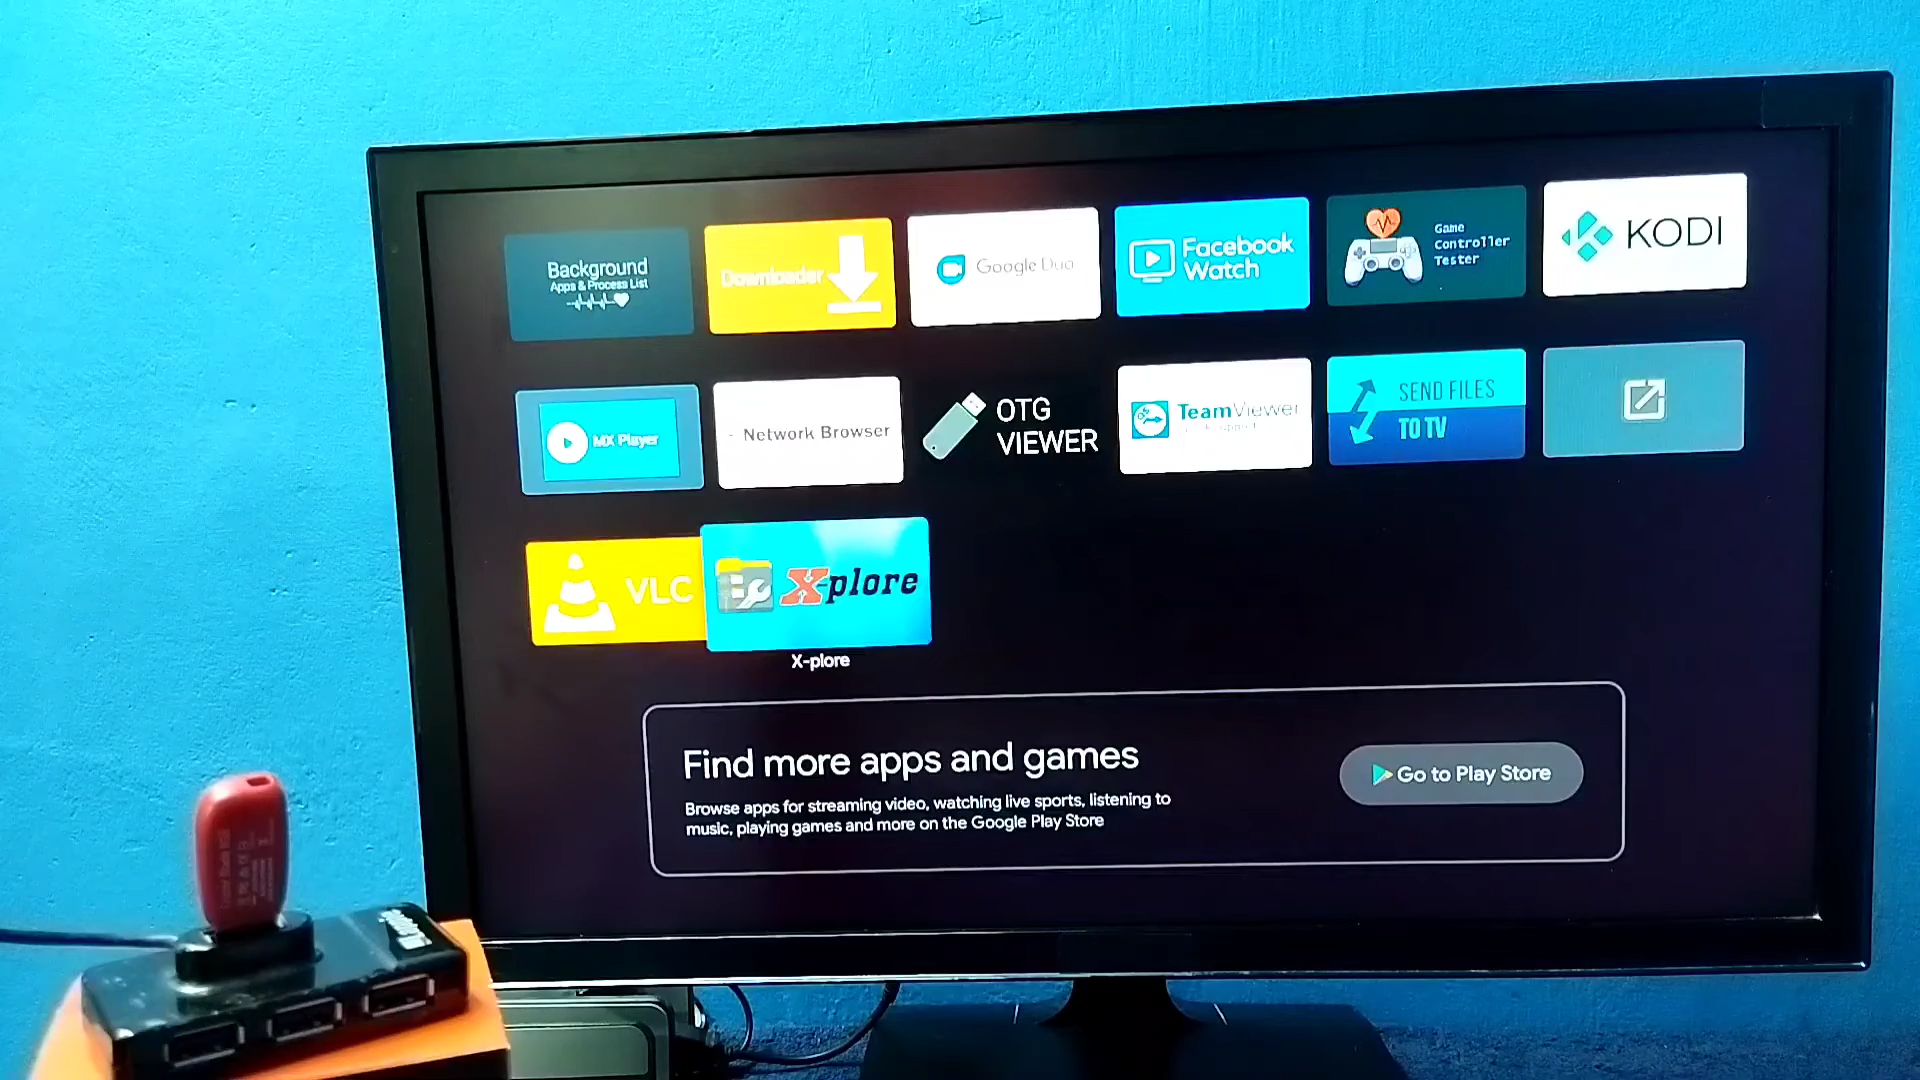 Background
Apps & Process List
Downloader
Google Duo
Facebook
Watch
Game
Controller
Tester
KODI
MX Player
Network Browser
OTG
VIEWER
TeamViewer
SEND FILES
TO TV
VLC
X-plore
X-plore
Find more apps and games
Browse apps for streaming video, watching live sports, listening to
music, playing games and more on the Google Play Store
Go to Play Store